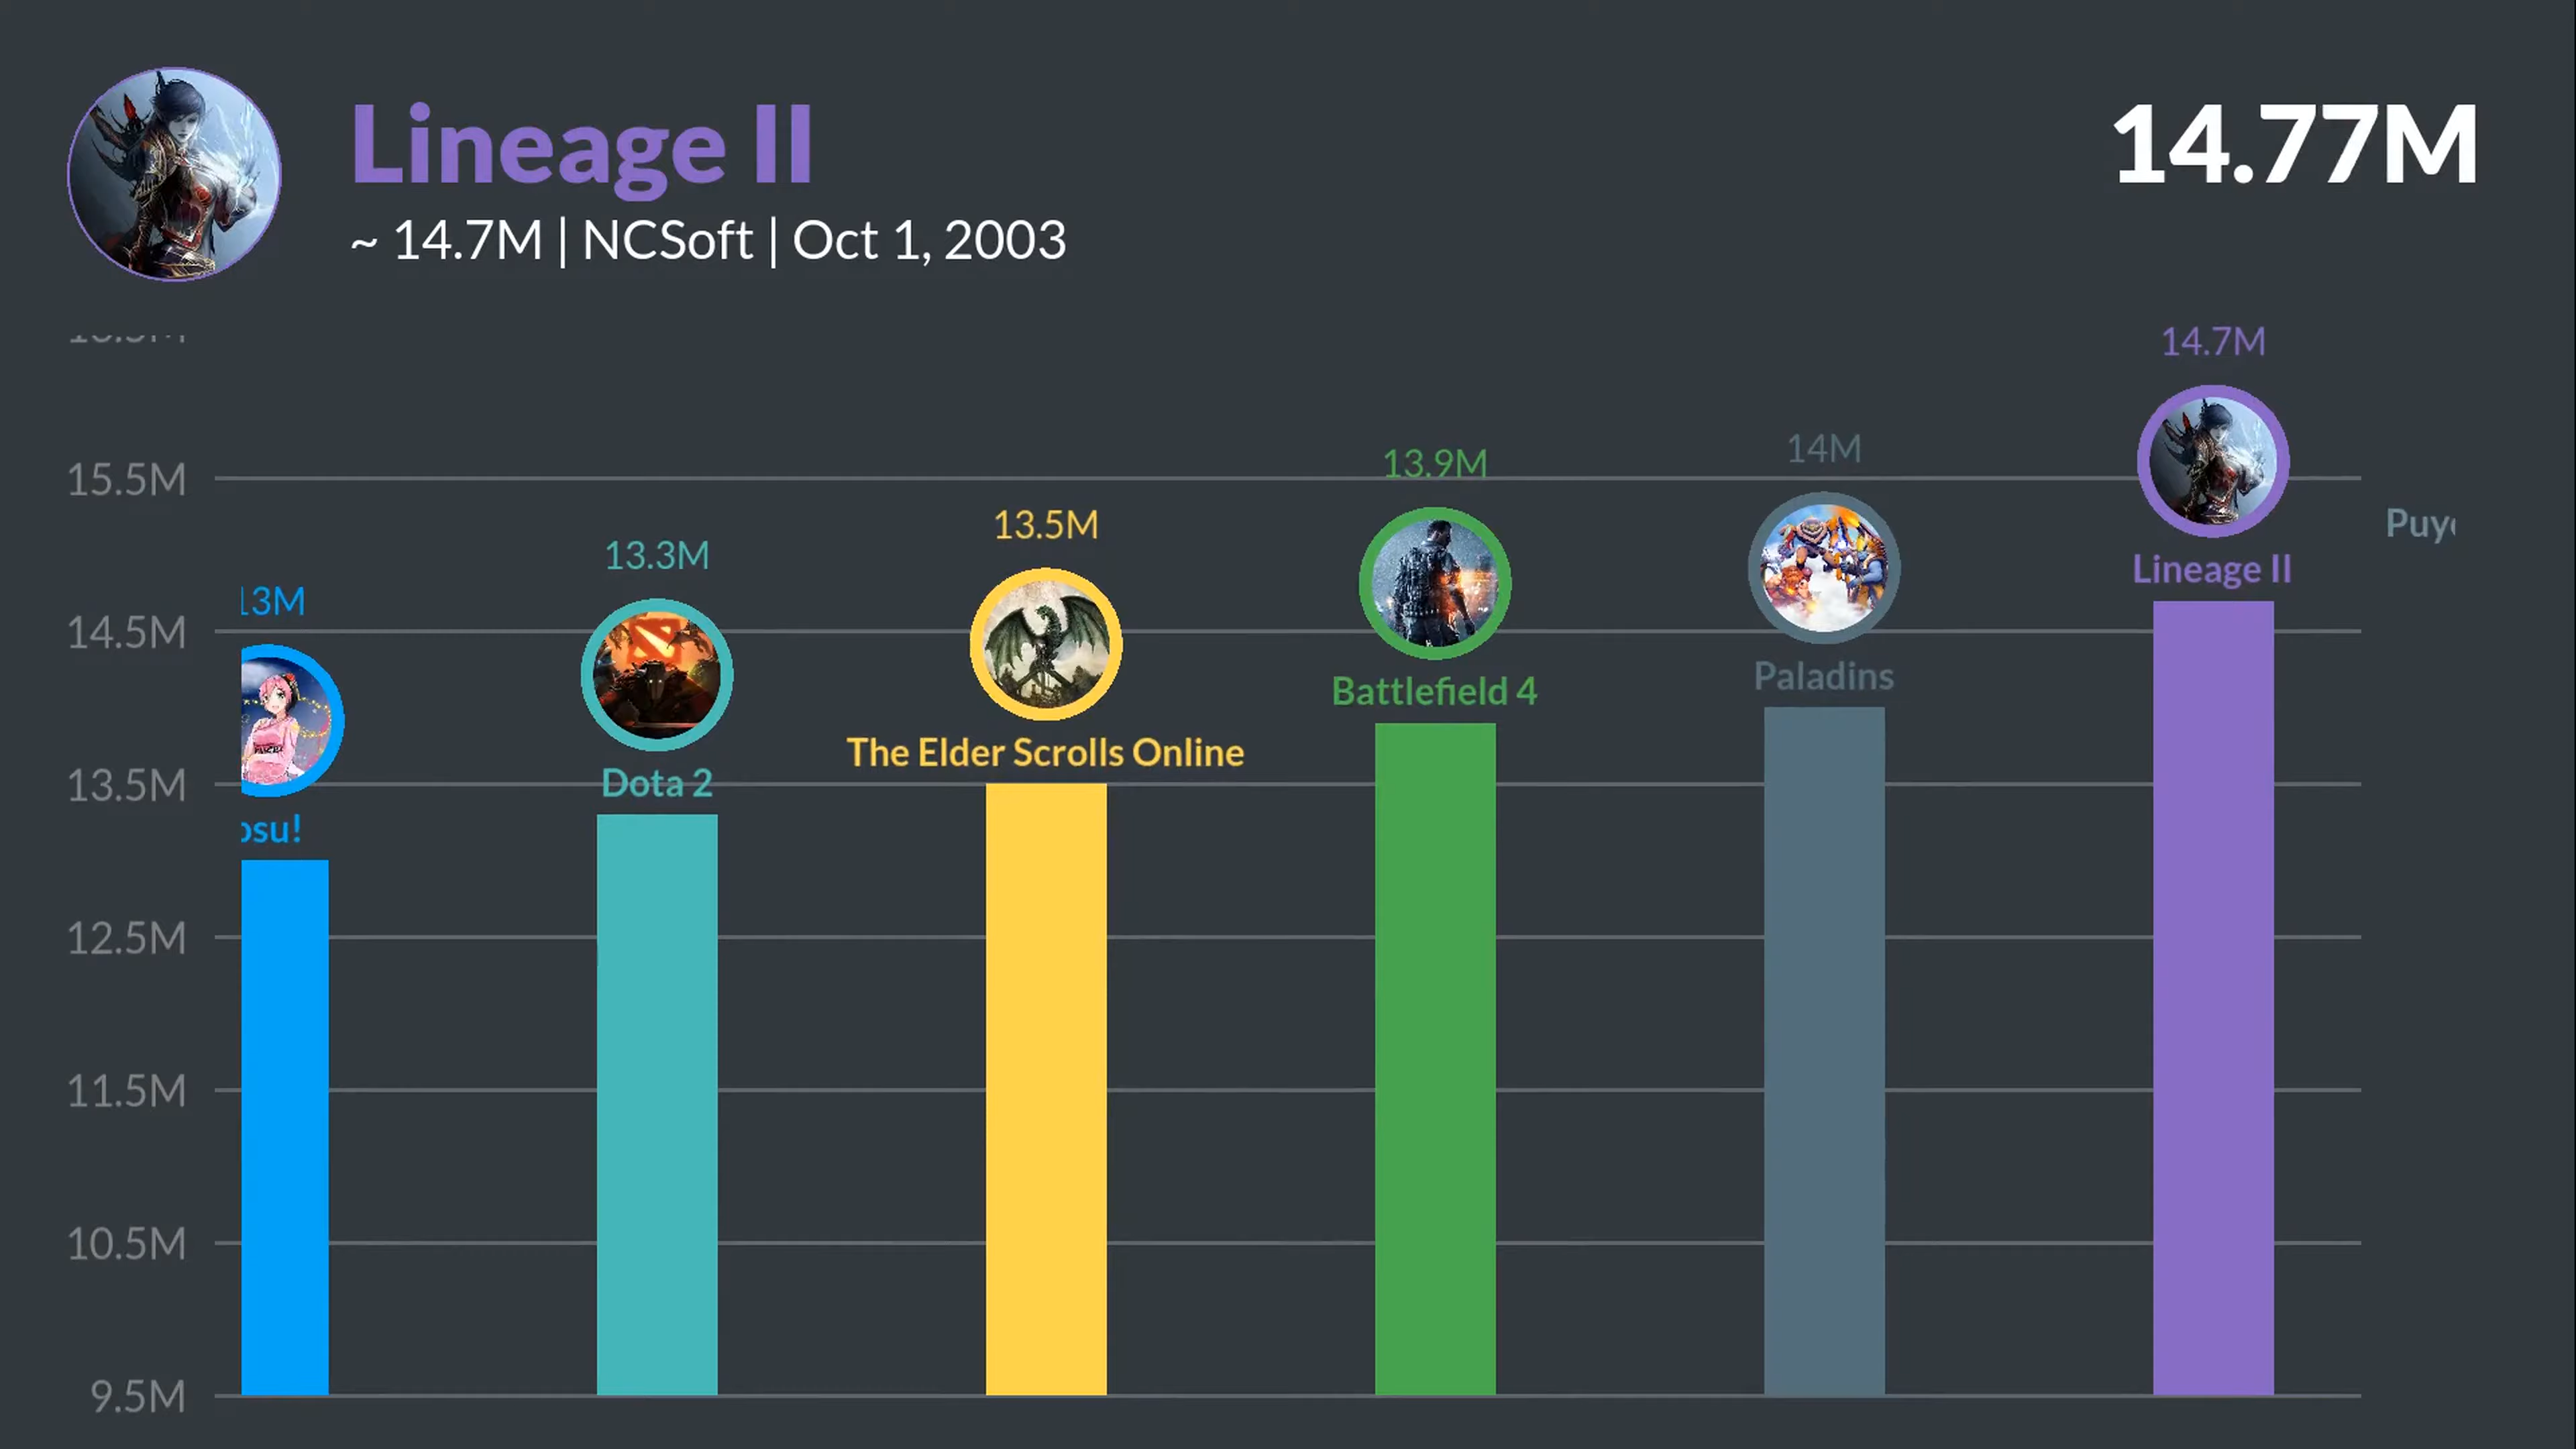 Lineage II
14.77M
~ 14.7M | NCSoft | Oct 1, 2003
14.7M
15.5M
13.9M
14M
13.5M
13.3M
13M
14.5M
Lineage II
Paladins
Battlefield 4
The Elder Scrolls Online
Dota 2
osu!
13.5M
12.5M
11.5M
10.5M
9.5M